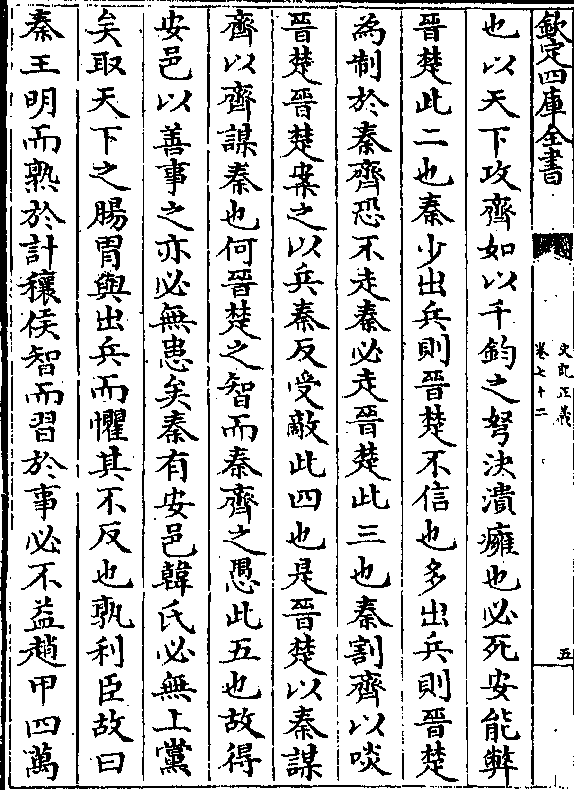 欽定四庫全書
史記正義
卷七十二
五
也以天下攻齊如以千鈞之弩決潰癰也必死安能弊
晉楚此二也秦少出兵則晉楚不信也多出兵則晉楚
為制於秦齊恐不走秦必走晉楚此三也秦割齊以啖
晉楚晉楚案之以兵秦反受敵此四也是晉楚以秦謀
齊以齊謀秦也何晉楚之智而秦齊之愚此五也故得
安邑以善事之亦必無患矣秦有安邑韓氏必無上黨
矣取天下之腸胃與出兵而懼其不反也孰利臣故曰
秦王明而熟於計穰侯智而習於事必不益趙甲四萬